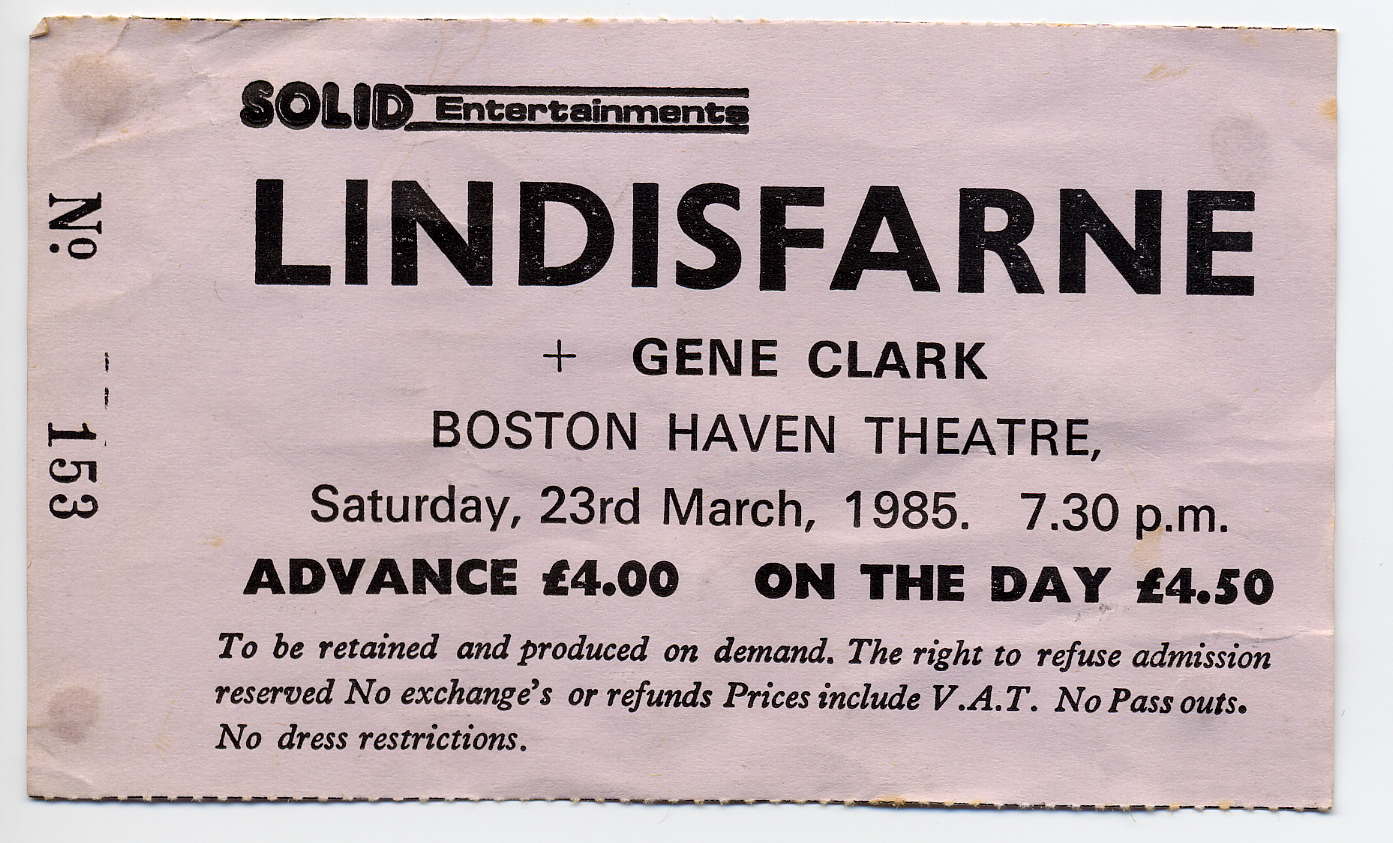 SOLID Entertainments
LINDISFARNE
+ GENE CLARK
BOSTON HAVEN THEATRE,
Saturday, 23rd March, 1985. 7.30 p.m.
ADVANCE £4.00 ON THE DAY £4.50
To be retained and produced on demand. The right to refuse admission
reserved No exchange's or refunds Prices include V.A.T. No Pass outs.
No dress restrictions.
No. 153